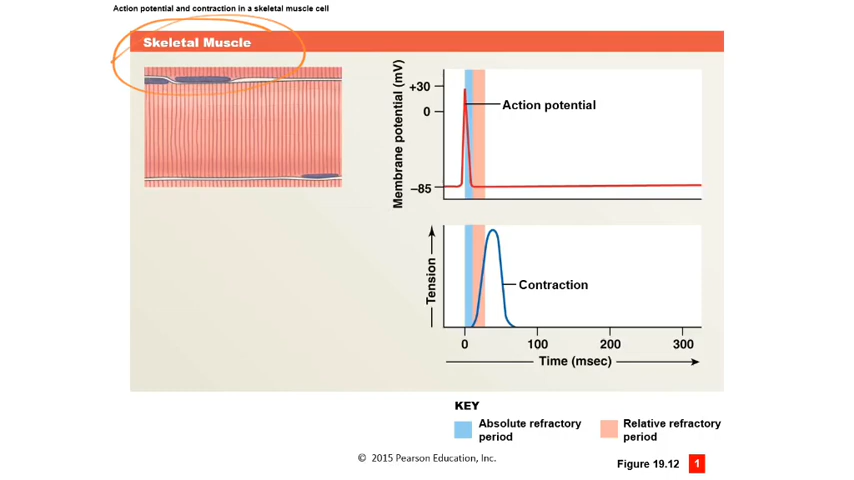 Action potential and contraction in a skeletal muscle cell
Skeletal Muscle
Membrane potential (mV)
+30
0
–85
Action potential
Tension
Contraction
0 100 200 300
Time (msec)
KEY
Absolute refractory
period
Relative refractory
period
© 2015 Pearson Education, Inc.
Figure 19.12 1